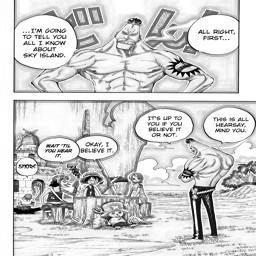 ALL RIGHT,
FIRST...
...I'M GOING
TO TELL
YOU ALL
I KNOW
ABOUT
SKY ISLAND.
THIS IS ALL
HEARSAY,
MIND YOU.
IT'S UP TO
YOU IF YOU
BELIEVE IT
OR NOT.
OKAY, I
BELIEVE IT.
WAIT 'TIL
YOU HEAR
IT.